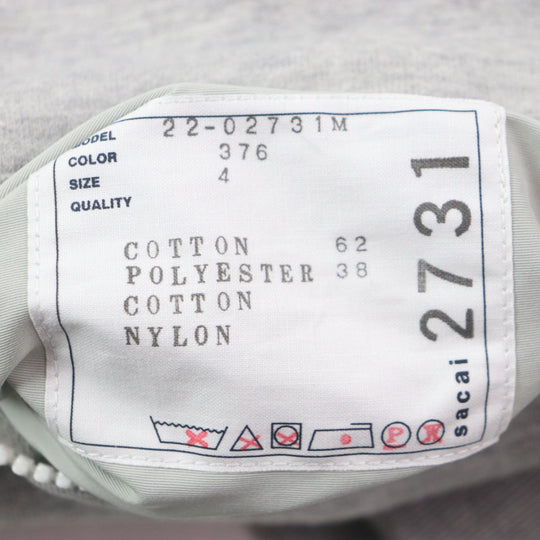 MODEL 22-02731M
COLOR 376
SIZE 4
QUALITY
COTTON 62
POLYESTER 38
COTTON
NYLON
P
sacai 2731